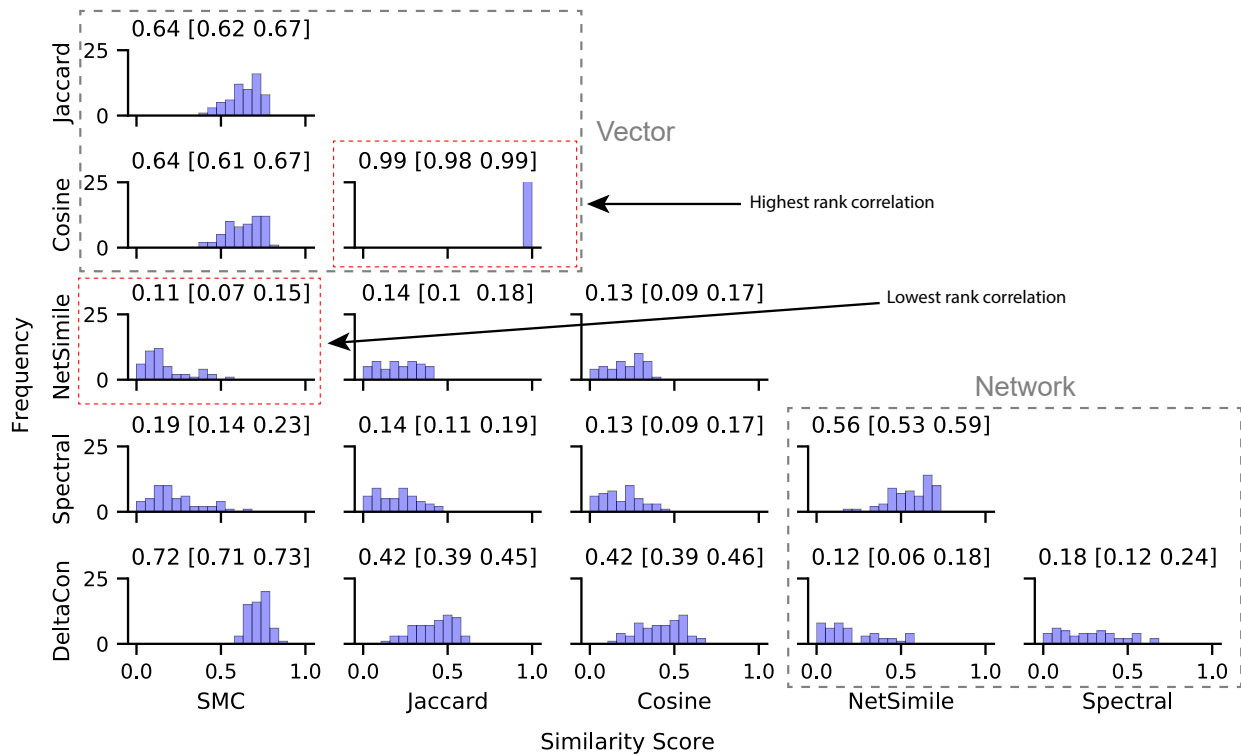 0.64 [0.62 0.67]
Jaccard
25
0
Vector
0.64 [0.61 0.67]
0.99 [0.98 0.99]
Cosine
25
0
Highest rank correlation
0.11 [0.07 0.15]
0.14 [0.1 0.18]
0.13 [0.09 0.17]
Lowest rank correlation
NetSimile
25
0
Frequency
Network
0.19 [0.14 0.23]
0.14 [0.11 0.19]
0.13 [0.09 0.17]
0.56 [0.53 0.59]
Spectral
25
0
0.72 [0.71 0.73]
0.42 [0.39 0.45]
0.42 [0.39 0.46]
0.12 [0.06 0.18]
0.18 [0.12 0.24]
DeltaCon
25
0
0.0 0.5 1.0
0.0 0.5 1.0
0.0 0.5 1.0
0.0 0.5 1.0
0.0 0.5 1.0
SMC
Jaccard
Cosine
NetSimile
Spectral
Similarity Score